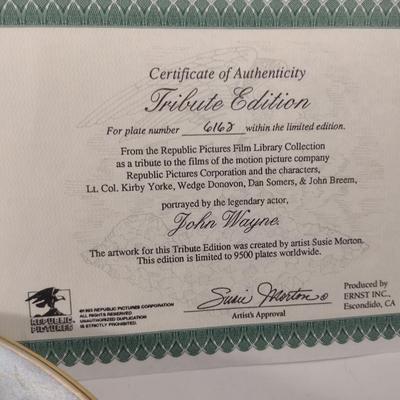 Certificate of Authenticity
Tribute Edition
For plate number 6162 within the limited edition.
From the Republic Pictures Film Library Collection
as a tribute to the films of the motion picture company
Republic Pictures Corporation and the characters,
Lt. Col. Kirby Yorke, Wedge Donovon, Dan Somers, & John Breem,
portrayed by the legendary actor,
John Wayne.
The artwork for this Tribute Edition was created by artist Susie Morton.
This edition is limited to 9500 plates worldwide.
REPUBLIC
PICTURES
©1993 REPUBLIC PICTURES CORPORATION
ALL RIGHTS RESERVED
UNAUTHORIZED DUPLICATION
IS STRICTLY PROHIBITED.
Susie Morton ®
Artist's Approval
Produced by
ERNST INC.,
Escondido, CA